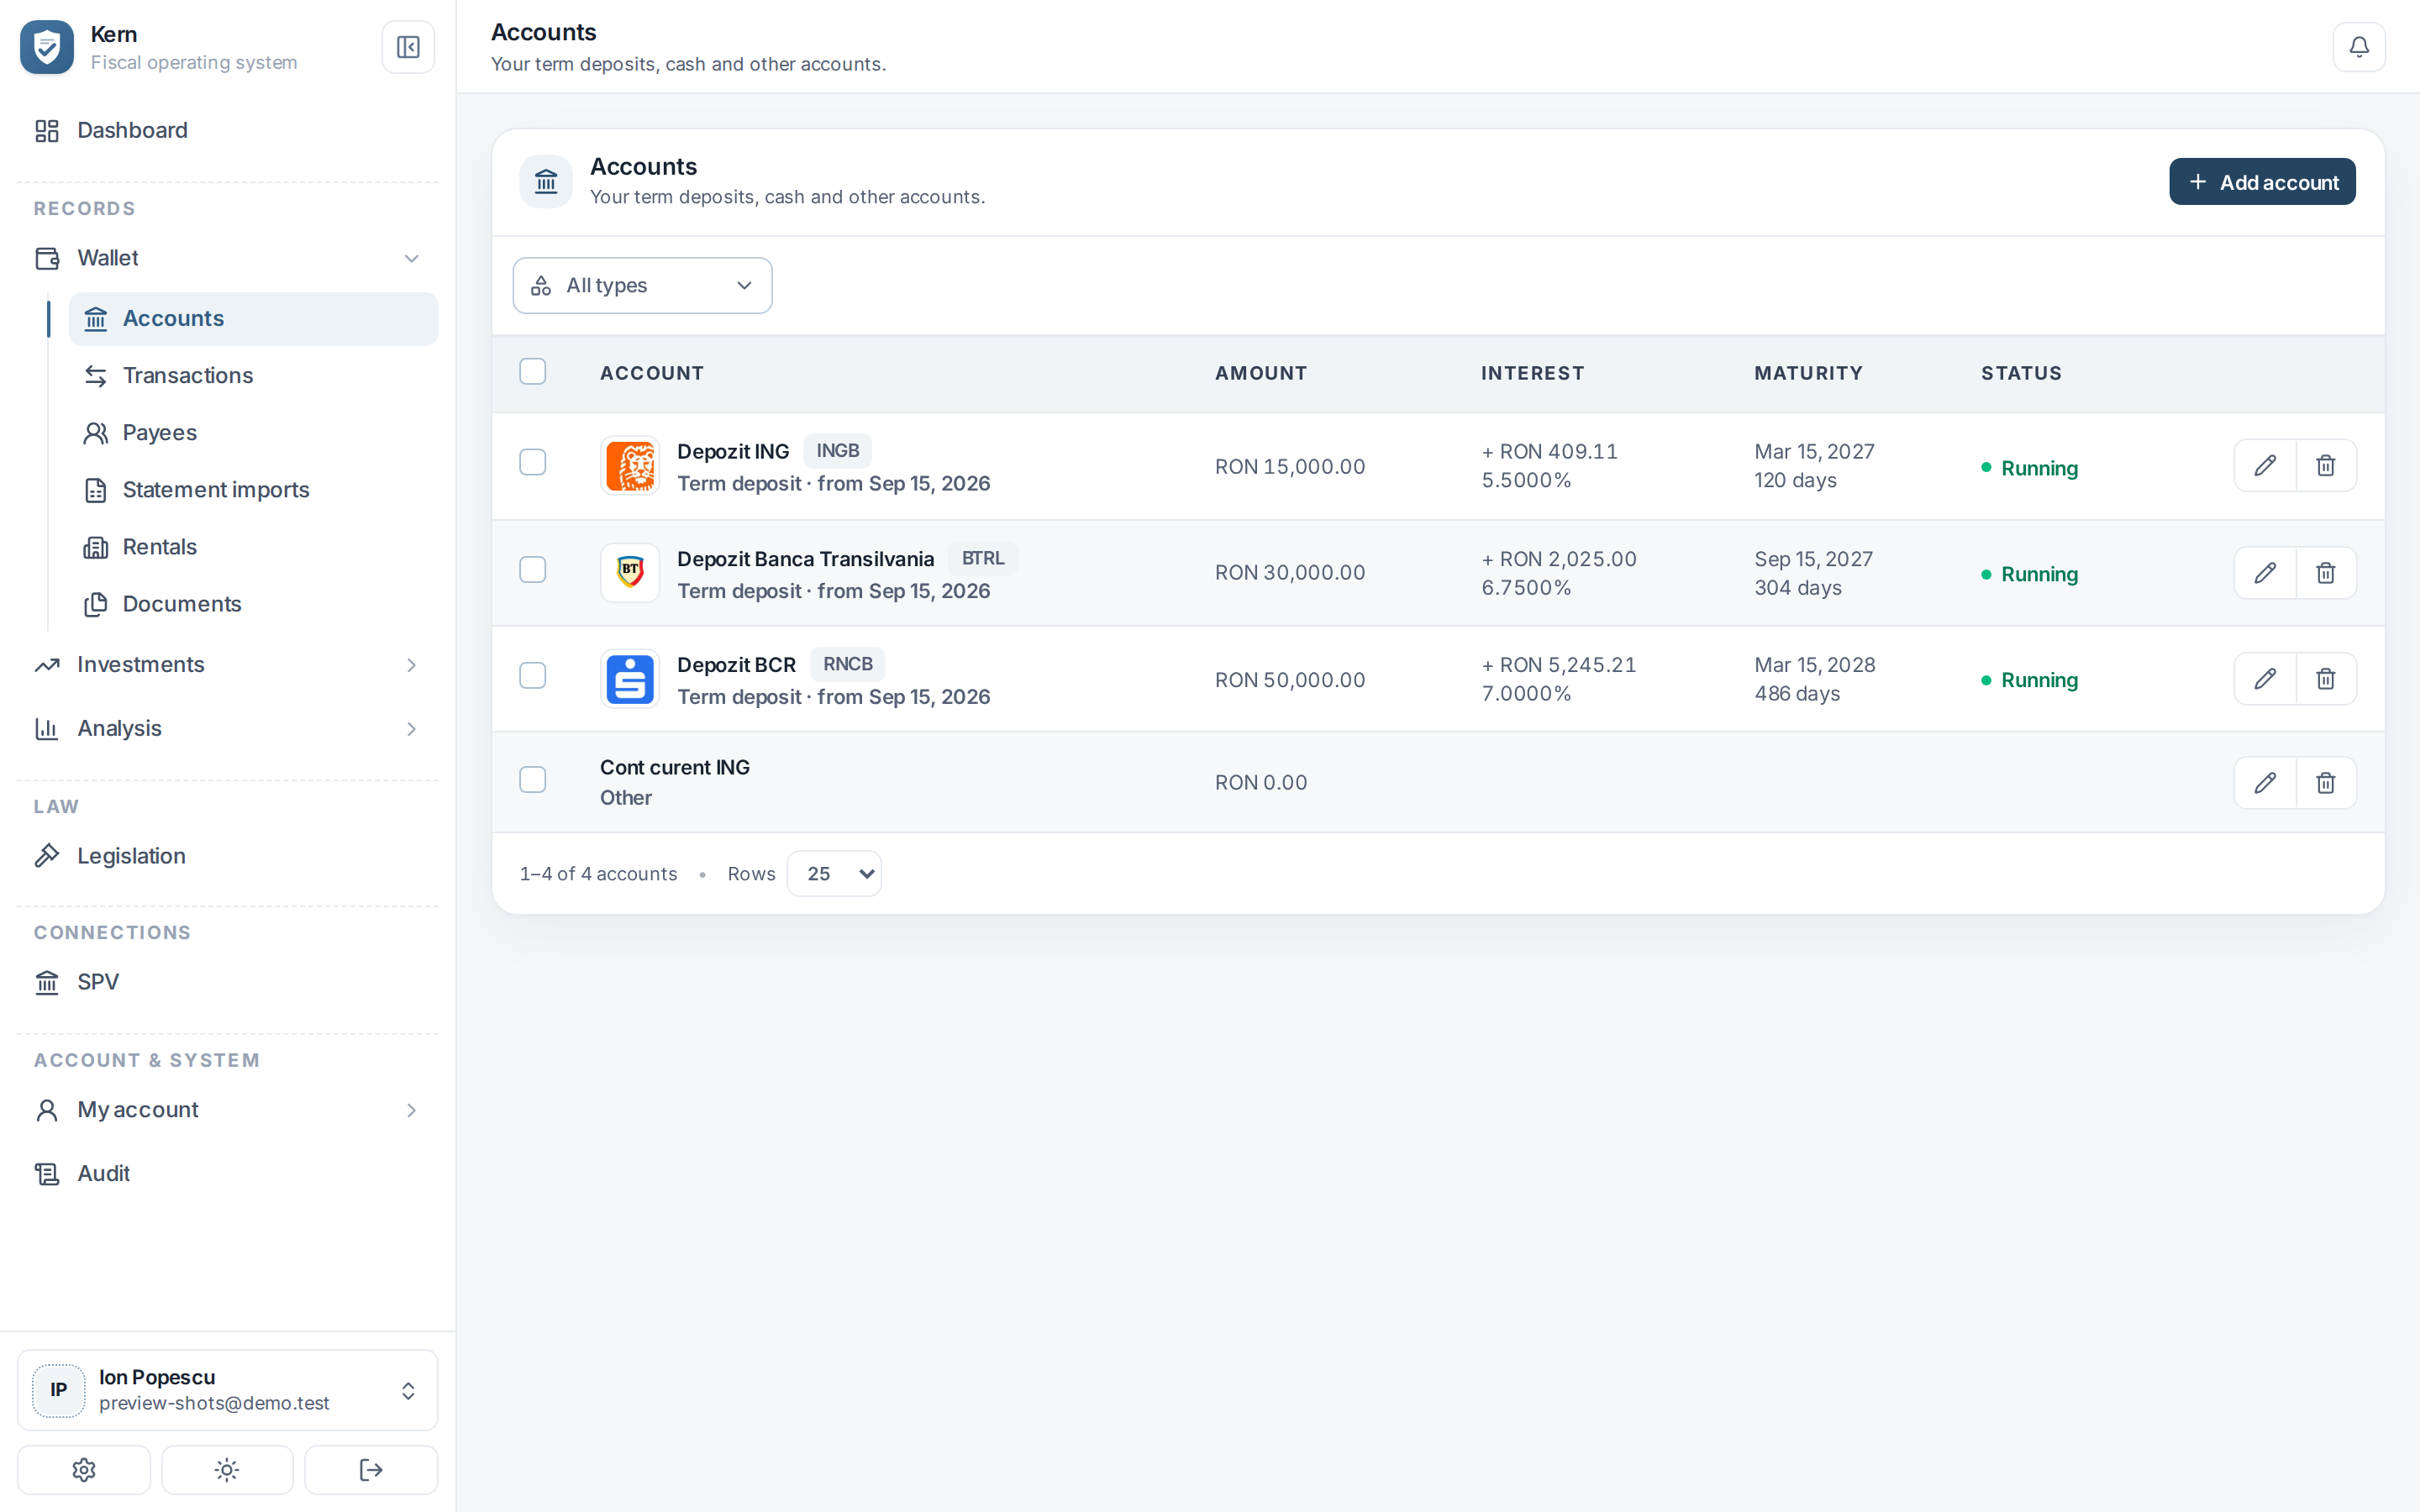 Kern
Fiscal operating system
Dashboard
RECORDS
Wallet
Accounts
Transactions
Payees
Statement imports
Rentals
Documents
Investments
Analysis
LAW
Legislation
CONNECTIONS
SPV
ACCOUNT & SYSTEM
My account
Audit
IP
Ion Popescu
preview-shots@demo.test
Accounts
Your term deposits, cash and other accounts.
Accounts
Your term deposits, cash and other accounts.
Add account
All types
ACCOUNT AMOUNT INTEREST MATURITY STATUS
Depozit ING INGB
Term deposit · from Sep 15, 2026
RON 15,000.00
+ RON 409.11
5.5000%
Mar 15, 2027
120 days
Running
BT
Depozit Banca Transilvania BTRL
Term deposit · from Sep 15, 2026
RON 30,000.00
+ RON 2,025.00
6.7500%
Sep 15, 2027
304 days
Running
Depozit BCR RNCB
Term deposit · from Sep 15, 2026
RON 50,000.00
+ RON 5,245.21
7.0000%
Mar 15, 2028
486 days
Running
Cont curent ING
Other
RON 0.00
1–4 of 4 accounts • Rows 25